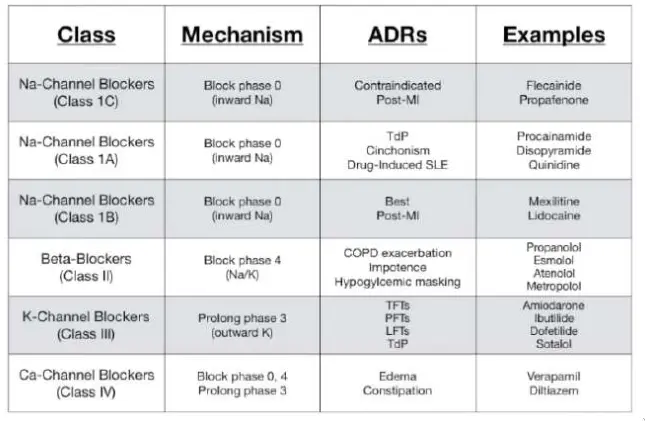 Class Mechanism ADRs Examples
Na-Channel Blockers
(Class 1C)
Block phase 0
(inward Na)
Contraindicated
Post-MI
Flecainide
Propafenone
Na-Channel Blockers
(Class 1A)
Block phase 0
(inward Na)
TdP
Cinchonism
Drug-Induced SLE
Procainamide
Disopyramide
Quinidine
Na-Channel Blockers
(Class 1B)
Block phase 0
(inward Na)
Best
Post-MI
Mexilitine
Lidocaine
Beta-Blockers
(Class II)
Block phase 4
(Na/K)
COPD exacerbation
Impotence
Hypogylcemic masking
Propanolol
Esmolol
Atenolol
Metropolol
K-Channel Blockers
(Class III)
Prolong phase 3
(outward K)
TFTs
PFTs
LFTs
TdP
Amiodarone
Ibutilide
Dofetilide
Sotalol
Ca-Channel Blockers
(Class IV)
Block phase 0, 4
Prolong phase 3
Edema
Constipation
Verapamil
Diltiazem